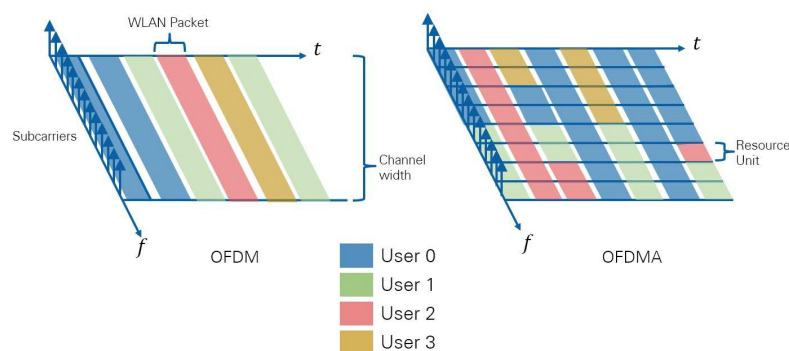 WLAN Packet
t
Subcarriers
Channel
width
f
OFDM
t
Resource
Unit
f
OFDMA
User 0
User 1
User 2
User 3